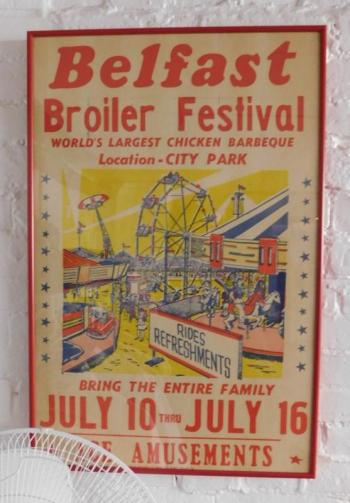 Belfast
Broiler Festival
WORLD'S LARGEST CHICKEN BARBEQUE
Location - CITY PARK
RIDES
REFRESHMENTS
BRING THE ENTIRE FAMILY
JULY 10 THRU JULY 16
AMUSEMENTS